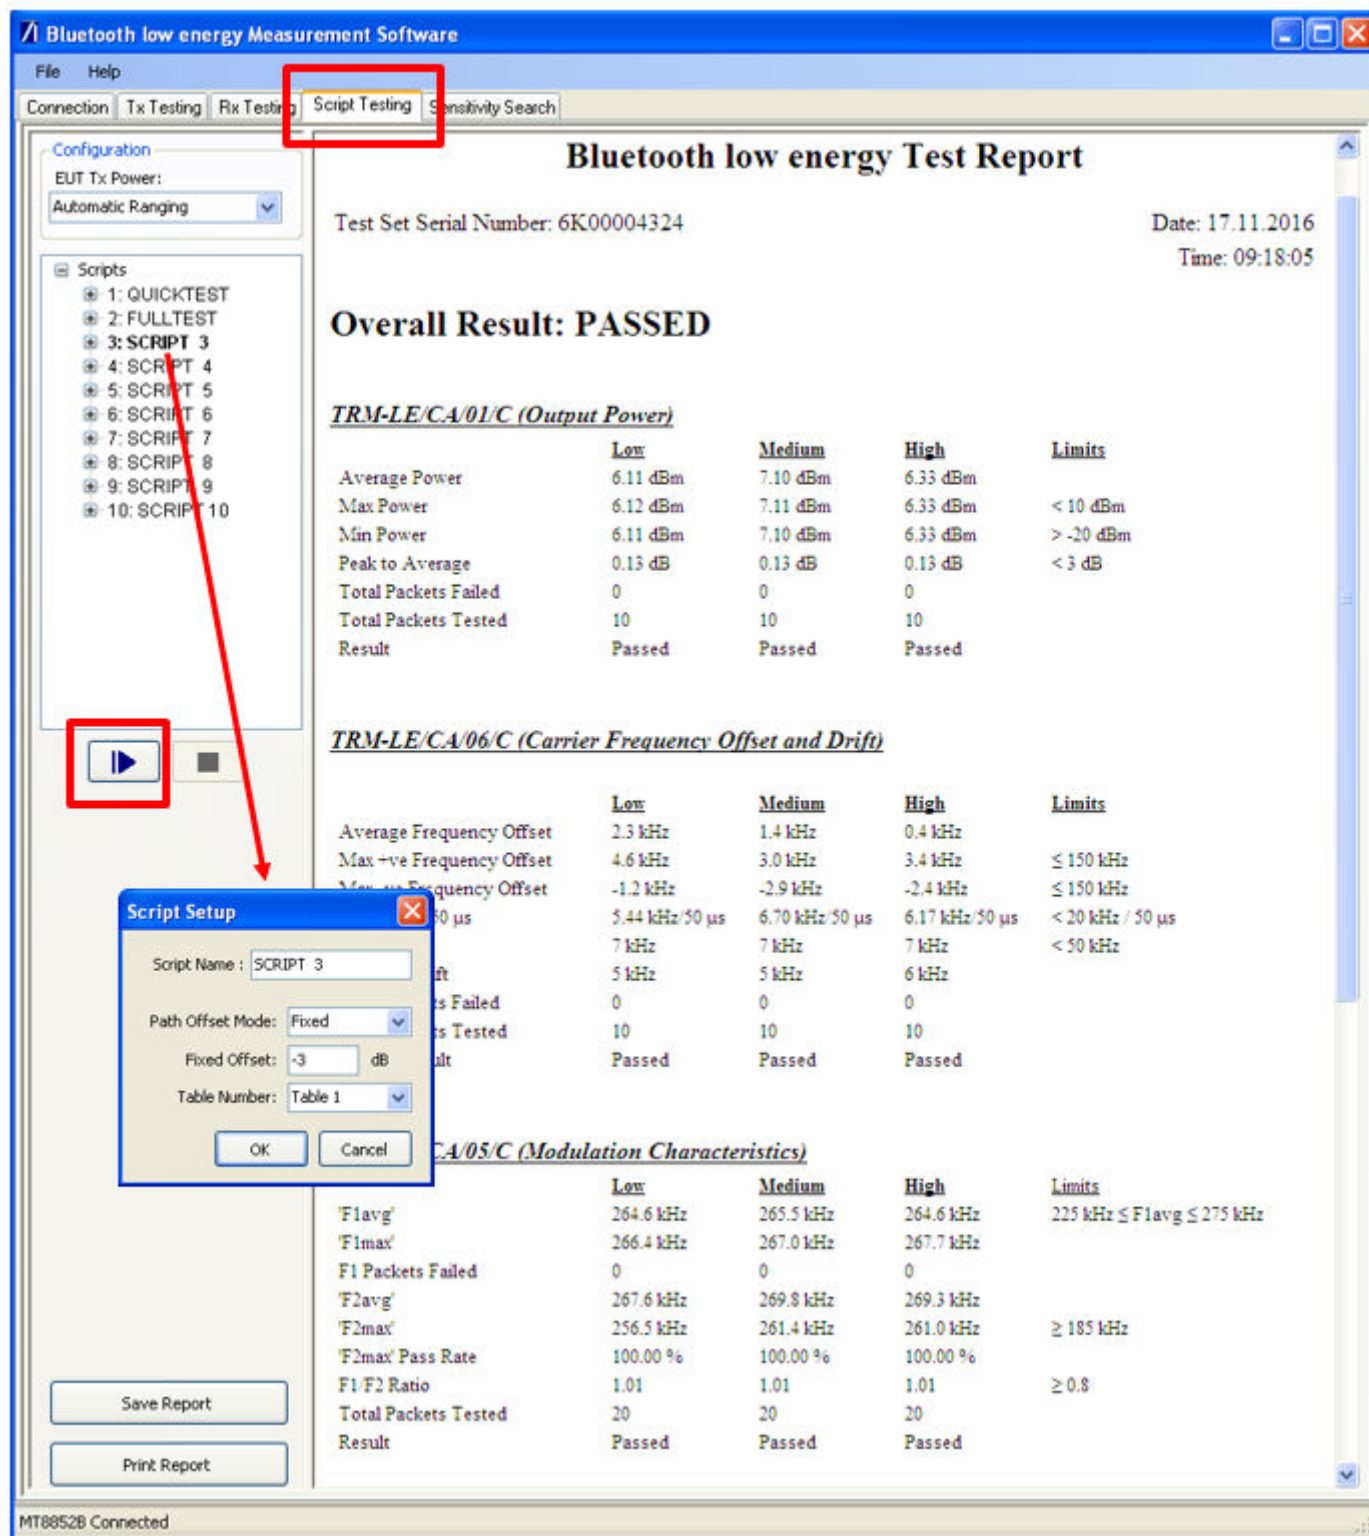 Bluetooth low energy Measurement Software
File Help
Connection Tx Testing Rx Testing Script Testing Sensitivity Search
Configuration
EUT Tx Power:
Automatic Ranging
Scripts
1: QUICKTEST
2: FULLTEST
3: SCRIPT 3
4: SCRIPT 4
5: SCRIPT 5
6: SCRIPT 6
7: SCRIPT 7
8: SCRIPT 8
9: SCRIPT 9
10: SCRIPT 10
Script Setup
Script Name : SCRIPT 3
Path Offset Mode: Fixed
Fixed Offset: -3 dB
Table Number: Table 1
OK Cancel
Save Report
Print Report
Bluetooth low energy Test Report
Test Set Serial Number: 6K00004324 Date: 17.11.2016
Time: 09:18:05
Overall Result: PASSED
TRM-LE/CA/01/C (Output Power)
Low Medium High Limits
Average Power 6.11 dBm 7.10 dBm 6.33 dBm
Max Power 6.12 dBm 7.11 dBm 6.33 dBm < 10 dBm
Min Power 6.11 dBm 7.10 dBm 6.33 dBm > -20 dBm
Peak to Average 0.13 dB 0.13 dB 0.13 dB < 3 dB
Total Packets Failed 0 0 0
Total Packets Tested 10 10 10
Result Passed Passed Passed
TRM-LE/CA/06/C (Carrier Frequency Offset and Drift)
Low Medium High Limits
Average Frequency Offset 2.3 kHz 1.4 kHz 0.4 kHz
Max +ve Frequency Offset 4.6 kHz 3.0 kHz 3.4 kHz ≤ 150 kHz
Frequency Offset -1.2 kHz -2.9 kHz -2.4 kHz ≤ 150 kHz
50 µs 5.44 kHz/50 µs 6.70 kHz/50 µs 6.17 kHz/50 µs < 20 kHz / 50 µs
7 kHz 7 kHz 7 kHz < 50 kHz
5 kHz 5 kHz 6 kHz
Failed 0 0 0
Tested 10 10 10
Passed Passed Passed
CA/05/C (Modulation Characteristics)
Low Medium High Limits
'F1avg' 264.6 kHz 265.5 kHz 264.6 kHz 225 kHz ≤ F1avg ≤ 275 kHz
'F1max' 266.4 kHz 267.0 kHz 267.7 kHz
F1 Packets Failed 0 0 0
'F2avg' 267.6 kHz 269.8 kHz 269.3 kHz
'F2max' 256.5 kHz 261.4 kHz 261.0 kHz ≥ 185 kHz
'F2max' Pass Rate 100.00 % 100.00 % 100.00 %
F1/F2 Ratio 1.01 1.01 1.01 ≥ 0.8
Total Packets Tested 20 20 20
Result Passed Passed Passed
MT8852B Connected